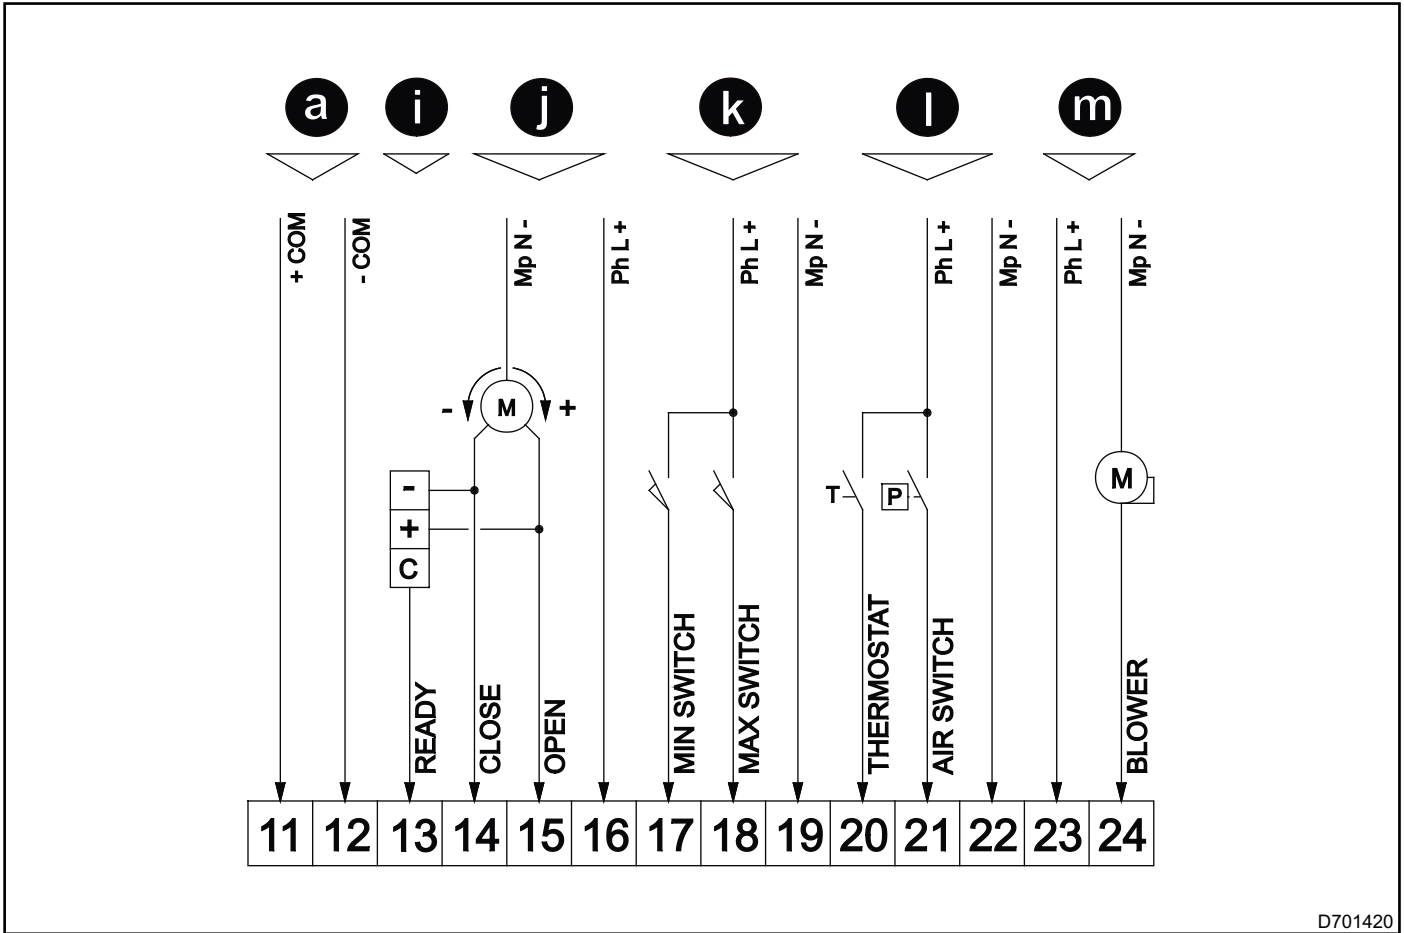 a i j k l m
+ COM
- COM
Mp N -
Ph L +
Ph L +
Mp N -
Ph L +
Mp N -
Ph L +
Mp N -
- M +
-
+
C
T
P
M
READY
CLOSE
OPEN
MIN SWITCH
MAX SWITCH
THERMOSTAT
AIR SWITCH
BLOWER
11 12 13 14 15 16 17 18 19 20 21 22 23 24
D701420